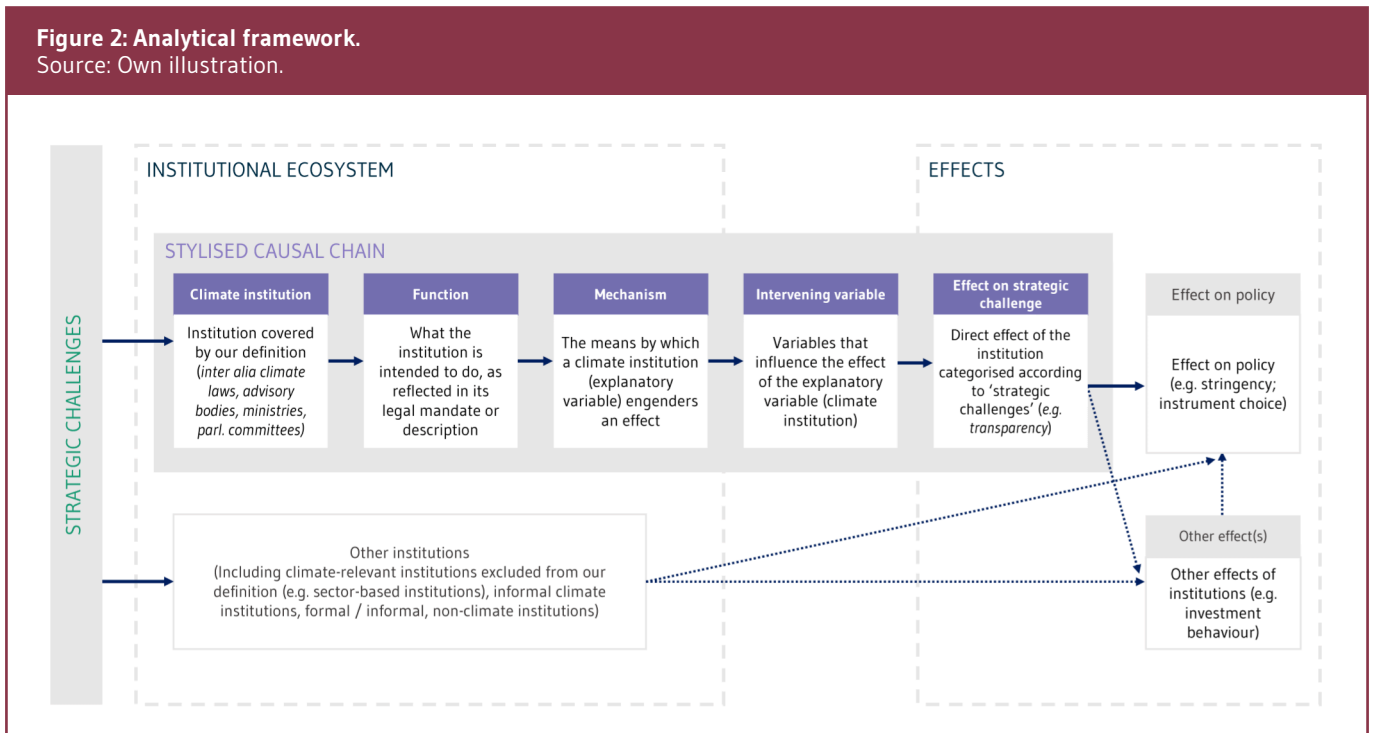 Figure 2: Analytical framework.
Source: Own illustration.
STRATEGIC CHALLENGES
INSTITUTIONAL ECOSYSTEM
EFFECTS
STYLISED CAUSAL CHAIN
Climate institution
Institution covered
by our definition
(inter alia climate
laws, advisory
bodies, ministries,
parl. committees)
Function
What the
institution is
intended to do, as
reflected in its
legal mandate or
description
Mechanism
The means by which
a climate institution
(explanatory
variable) engenders
an effect
Intervening variable
Variables that
influence the effect
of the explanatory
variable (climate
institution)
Effect on strategic
challenge
Direct effect of the
institution
categorised according
to ‘strategic
challenges’ (e.g.
transparency)
Effect on policy
Effect on policy
(e.g. stringency;
instrument choice)
Other institutions
(Including climate-relevant institutions excluded from our
definition (e.g. sector-based institutions), informal climate
institutions, formal / informal, non-climate institutions)
Other effect(s)
Other effects of
institutions (e.g.
investment
behaviour)